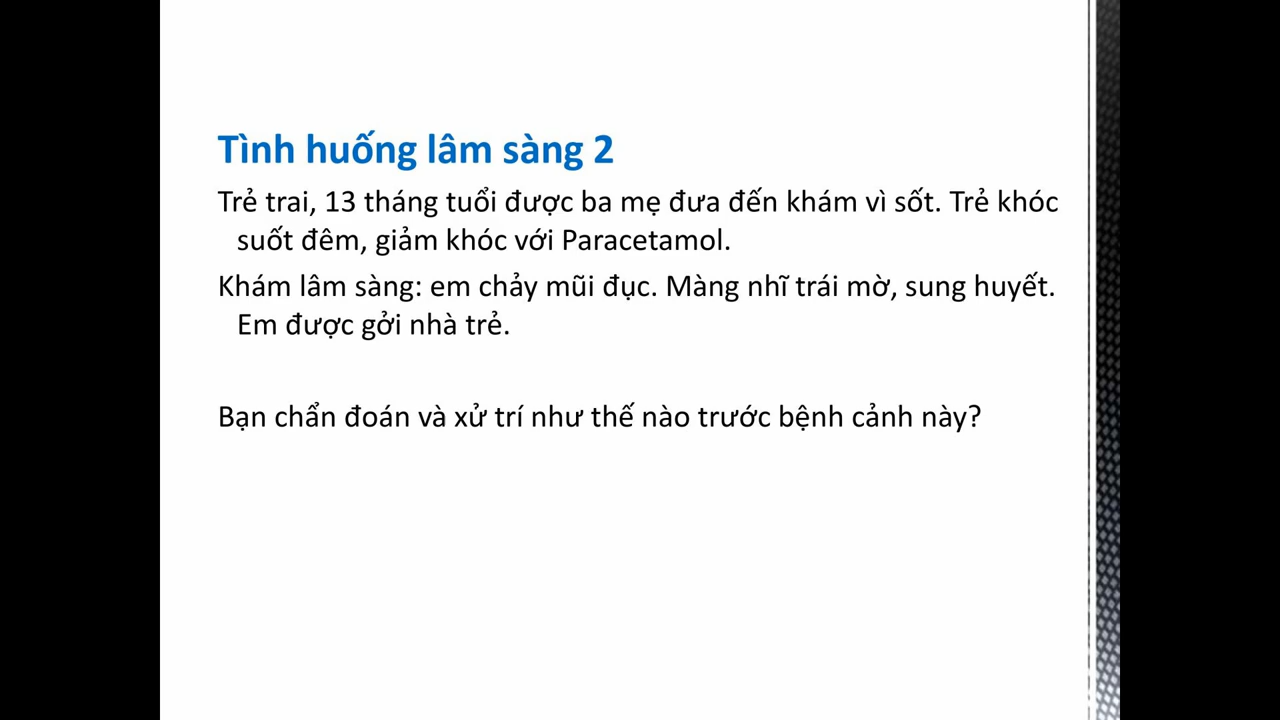 Tình huống lâm sàng 2
Trẻ trai, 13 tháng tuổi được ba mẹ đưa đến khám vì sốt. Trẻ khóc
suốt đêm, giảm khóc với Paracetamol.
Khám lâm sàng: em chảy mũi đục. Màng nhĩ trái mờ, sung huyết.
Em được gởi nhà trẻ.
Bạn chẩn đoán và xử trí như thế nào trước bệnh cảnh này?